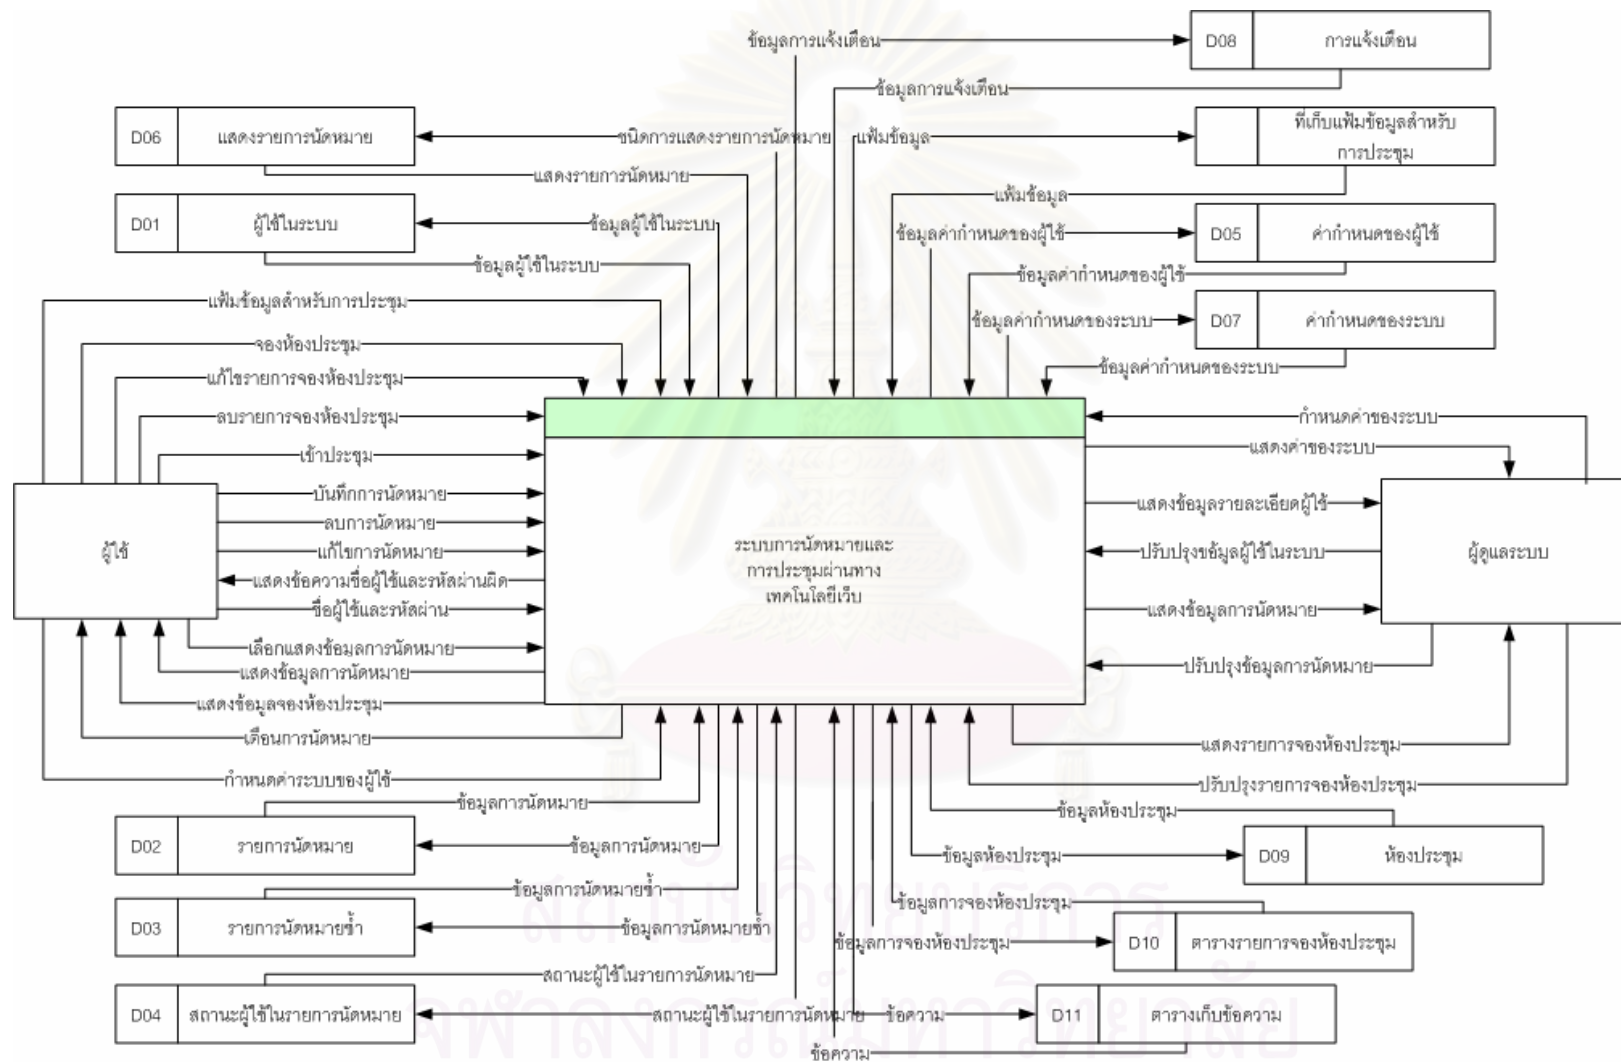 ข้อมูลการแจ้งเตือน
D08 การแจ้งเตือน
ข้อมูลการแจ้งเตือน
D06 แสดงรายการนัดหมาย
ชนิดการแสดงรายการนัดหมาย
แฟ้มข้อมูล
ที่เก็บแฟ้มข้อมูลสำหรับ
การประชุม
แสดงรายการนัดหมาย
แฟ้มข้อมูล
D01 ผู้ใช้ในระบบ
ข้อมูลผู้ใช้ในระบบ
ข้อมูลค่ากำหนดของผู้ใช้
D05 ค่ากำหนดของผู้ใช้
ข้อมูลผู้ใช้ในระบบ
ข้อมูลค่ากำหนดของผู้ใช้
แฟ้มข้อมูลสำหรับการประชุม
ข้อมูลค่ากำหนดของระบบ
D07 ค่ากำหนดของระบบ
จองห้องประชุม
ข้อมูลค่ากำหนดของระบบ
แก้ไขรายการจองห้องประชุม
ลบรายการจองห้องประชุม
กำหนดค่าของระบบ
เข้าประชุม
แสดงค่าของระบบ
บันทึกการนัดหมาย
แสดงข้อมูลรายละเอียดผู้ใช้
ลบการนัดหมาย
ผู้ใช้
แก้ไขการนัดหมาย
ระบบการนัดหมายและ
การประชุมผ่านทาง
เทคโนโลยีเว็บ
ปรับปรุงขอ้มูลผู้ใช้ในระบบ
ผู้ดูแลระบบ
แสดงข้อความชื่อผู้ใช้และรหัสผ่านผิด
ชื่อผู้ใช้และรหัสผ่าน
แสดงข้อมูลการนัดหมาย
เลือกแสดงข้อมูลการนัดหมาย
แสดงข้อมูลการนัดหมาย
ปรับปรุงข้อมูลการนัดหมาย
แสดงข้อมูลจองห้องประชุม
เตือนการนัดหมาย
แสดงรายการจองห้องประชุม
กำหนดค่าระบบของผู้ใช้
ปรับปรุงรายการจองห้องประชุม
ข้อมูลการนัดหมาย
ข้อมูลห้องประชุม
D02 รายการนัดหมาย
ข้อมูลการนัดหมาย
ข้อมูลห้องประชุม
D09 ห้องประชุม
ข้อมูลการนัดหมายซ้ำ
ข้อมูลการจองห้องประชุม
D03 รายการนัดหมายซ้ำ
ข้อมูลการนัดหมายซ้ำ
ข้อมูลการจองห้องประชุม
D10 ตารางรายการจองห้องประชุม
สถานะผู้ใช้ในรายการนัดหมาย
D04 สถานะผู้ใช้ในรายการนัดหมาย
สถานะผู้ใช้ในรายการนัดหมาย
ข้อความ
D11 ตารางเก็บข้อความ
ข้อความ
สถาบันวิทยบริการ
จุฬาลงกรณ์มหาวิทยาลัย